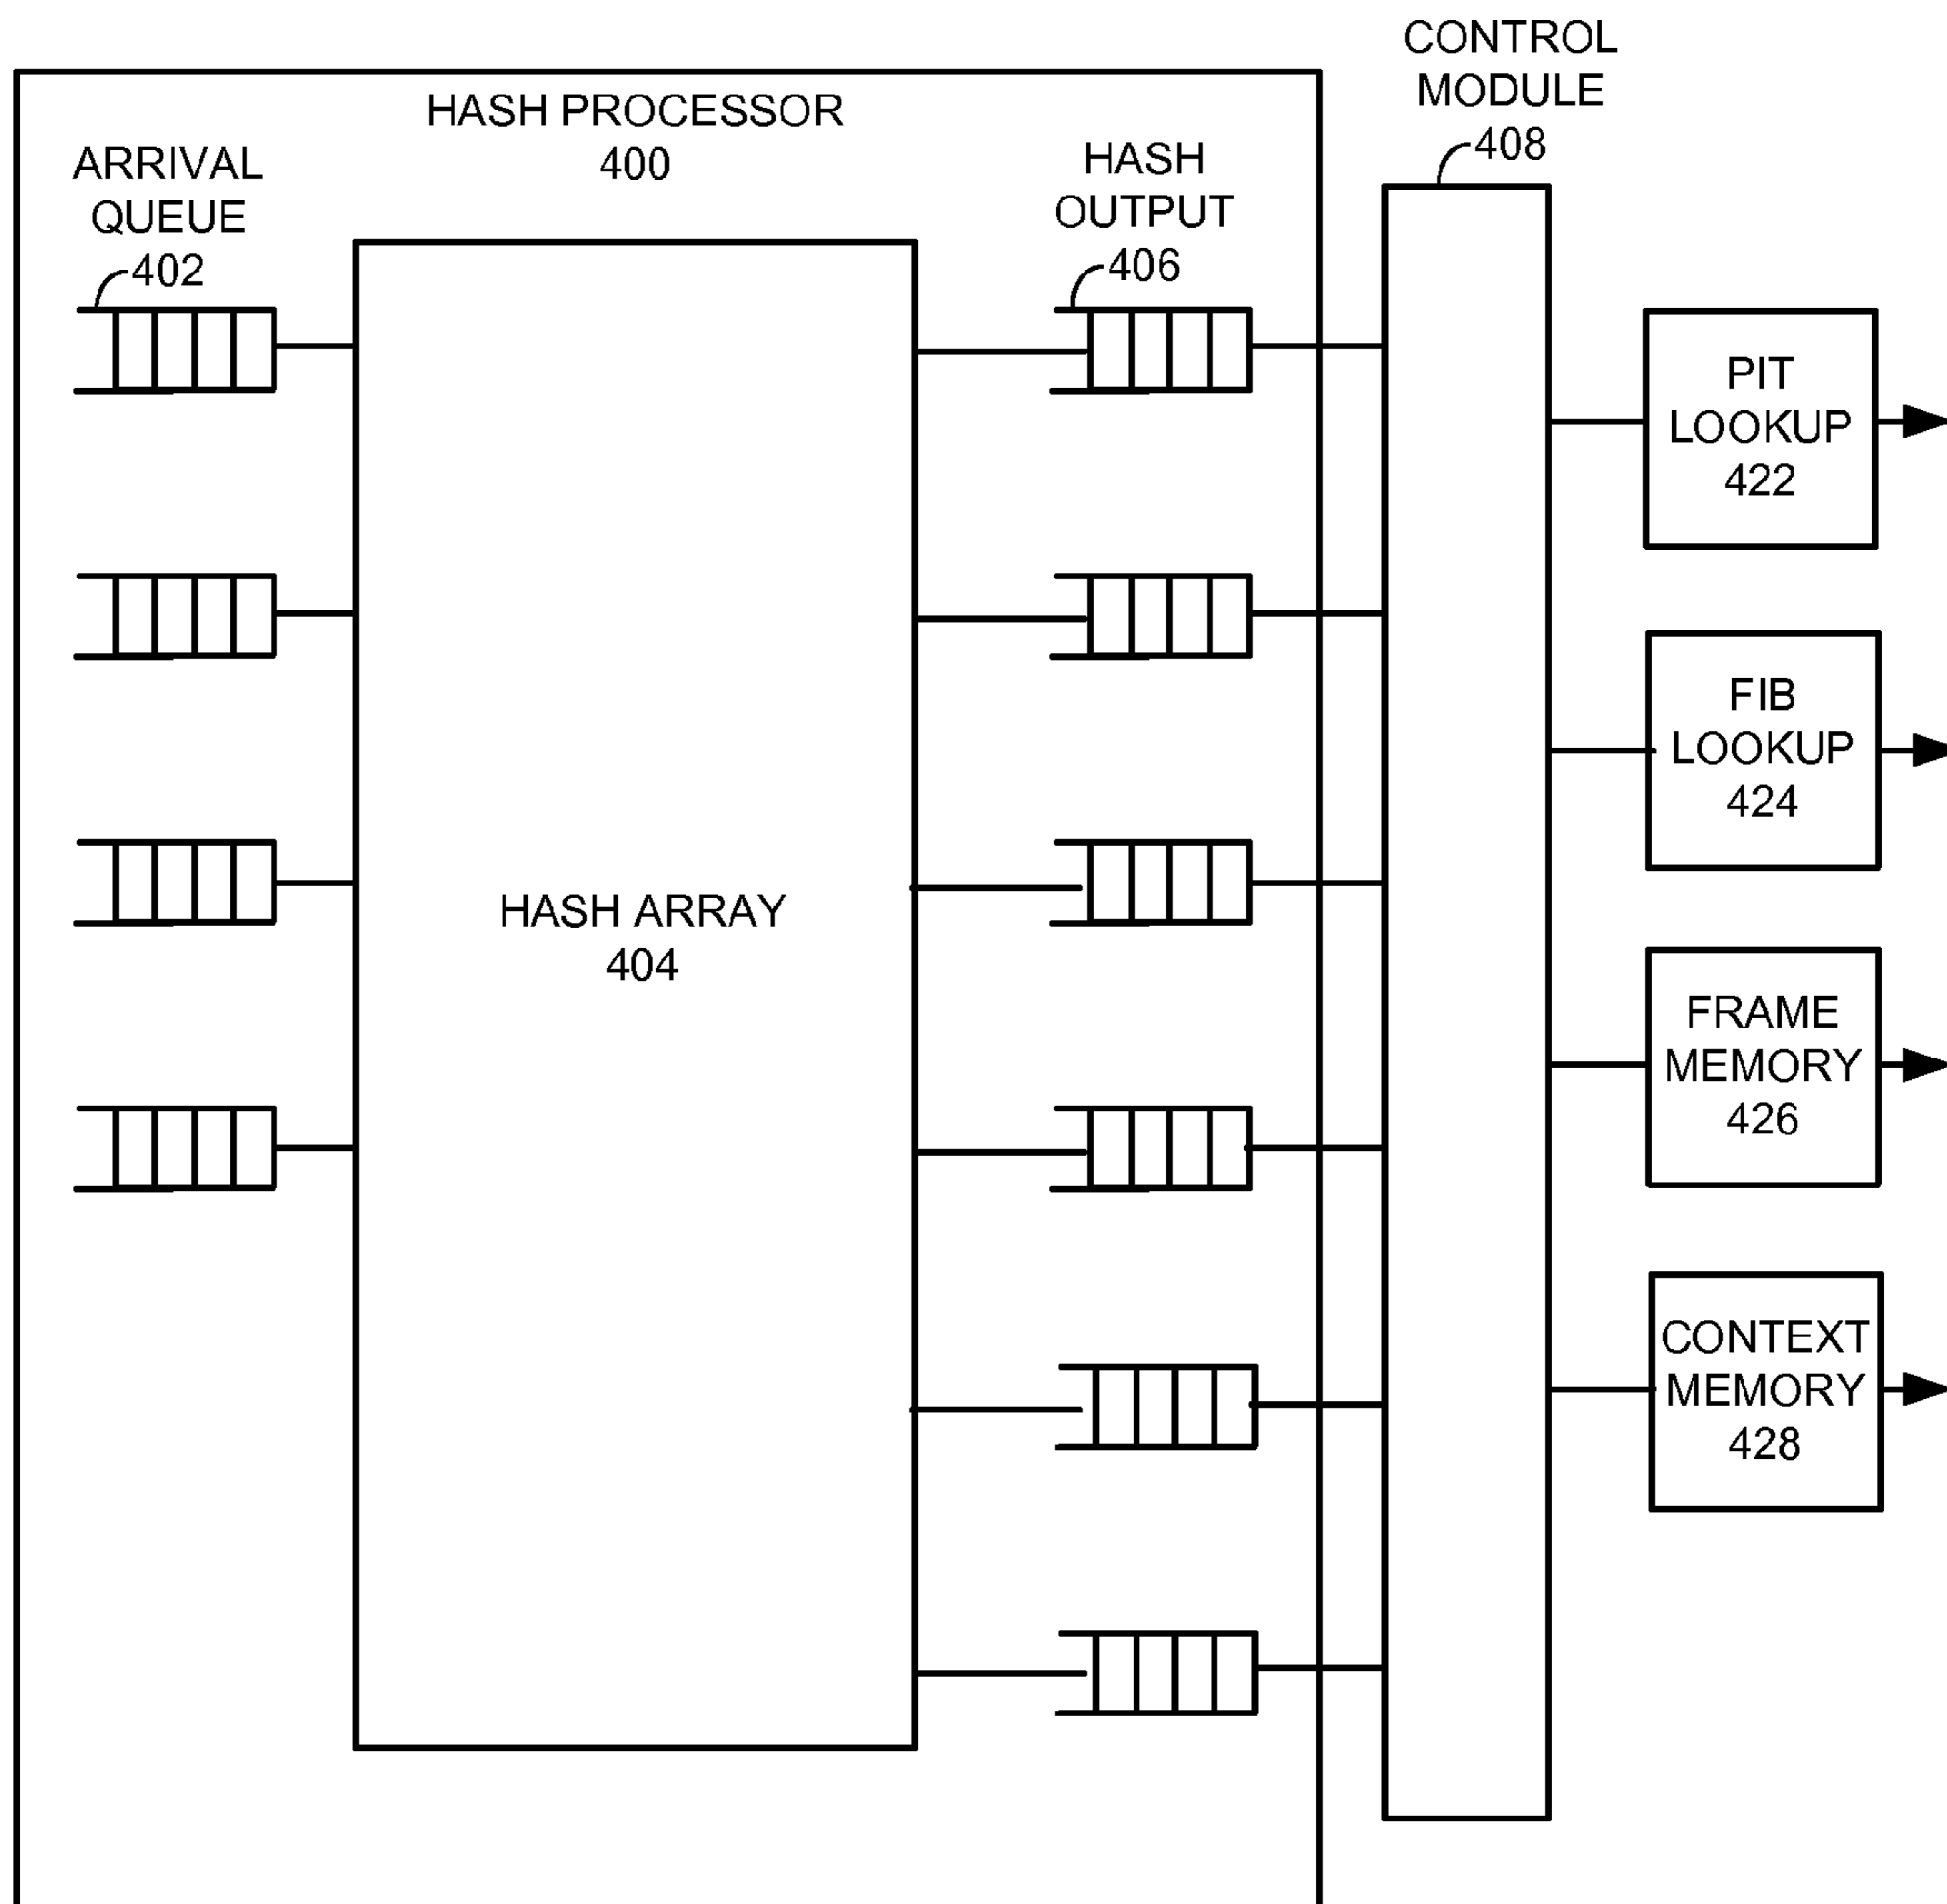 CONTROL
MODULE
408
HASH PROCESSOR
400
ARRIVAL
QUEUE
402
HASH
OUTPUT
406
HASH ARRAY
404
PIT
LOOKUP
422
FIB
LOOKUP
424
FRAME
MEMORY
426
CONTEXT
MEMORY
428